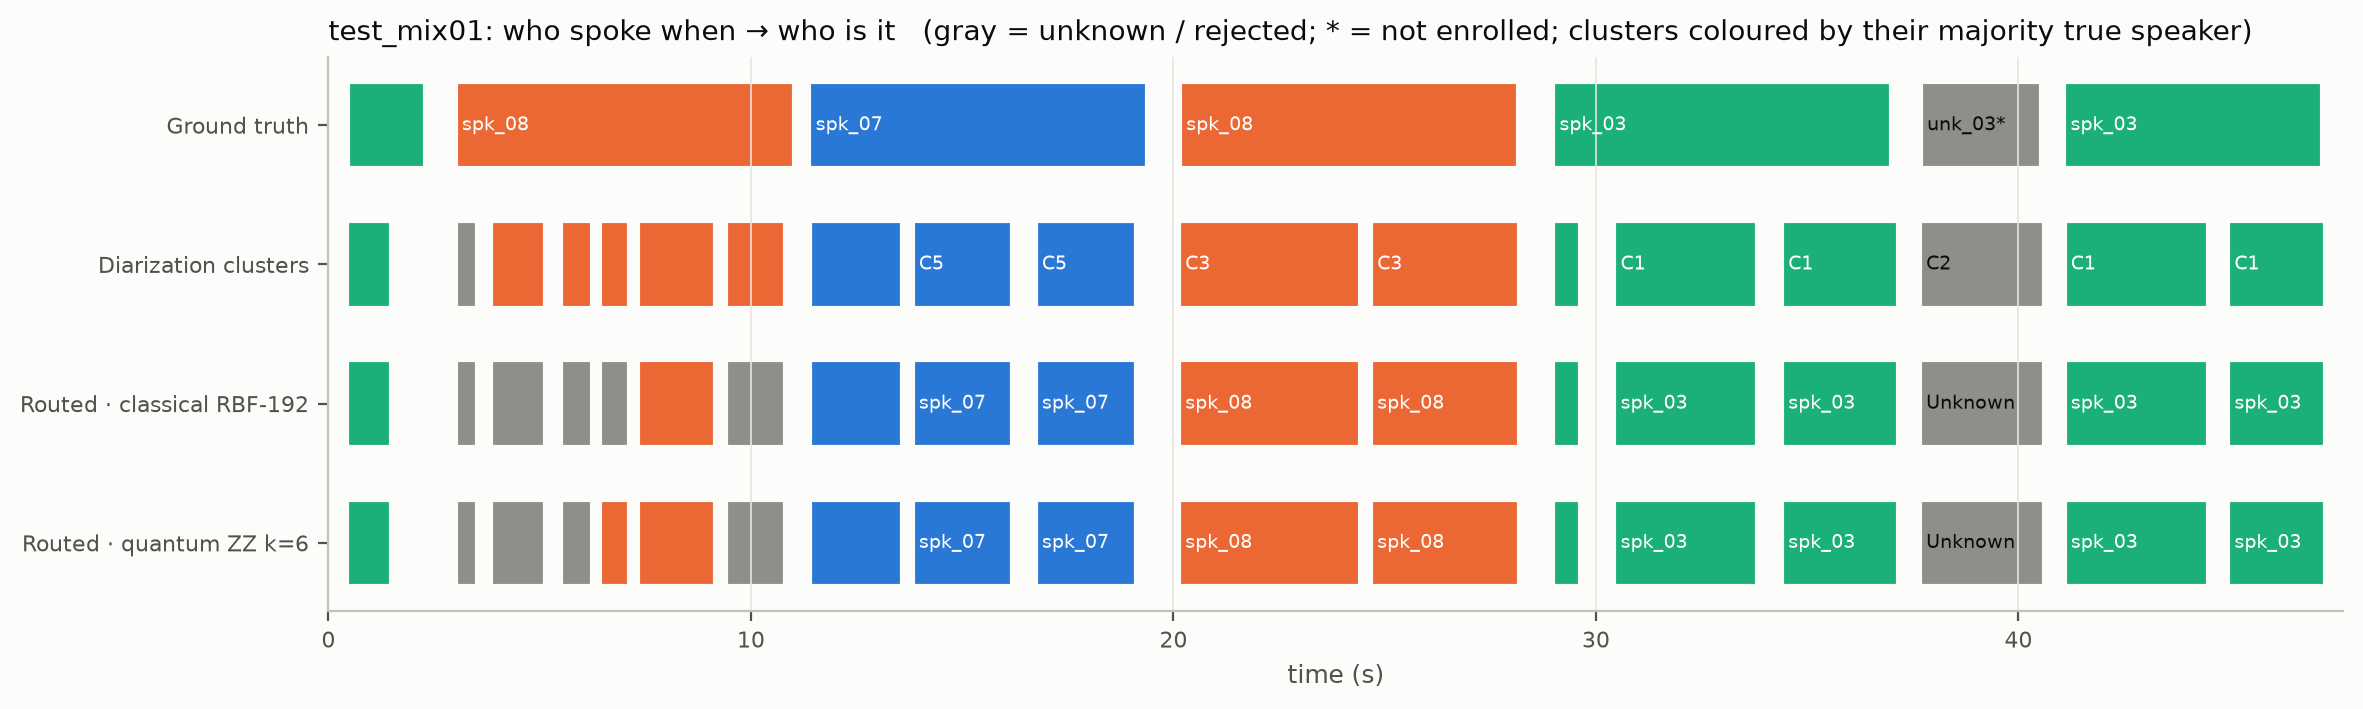 test_mix01: who spoke when → who is it (gray = unknown / rejected; * = not enrolled; clusters coloured by their majority true speaker)
Ground truth
spk_08
spk_07
spk_08
spk_03
unk_03*
spk_03
Diarization clusters
C5
C5
C3
C3
C1
C1
C2
C1
C1
Routed · classical RBF-192
spk_07
spk_07
spk_08
spk_08
spk_03
spk_03
Unknown
spk_03
spk_03
Routed · quantum ZZ k=6
spk_07
spk_07
spk_08
spk_08
spk_03
spk_03
Unknown
spk_03
spk_03
0
10
20
30
40
time (s)